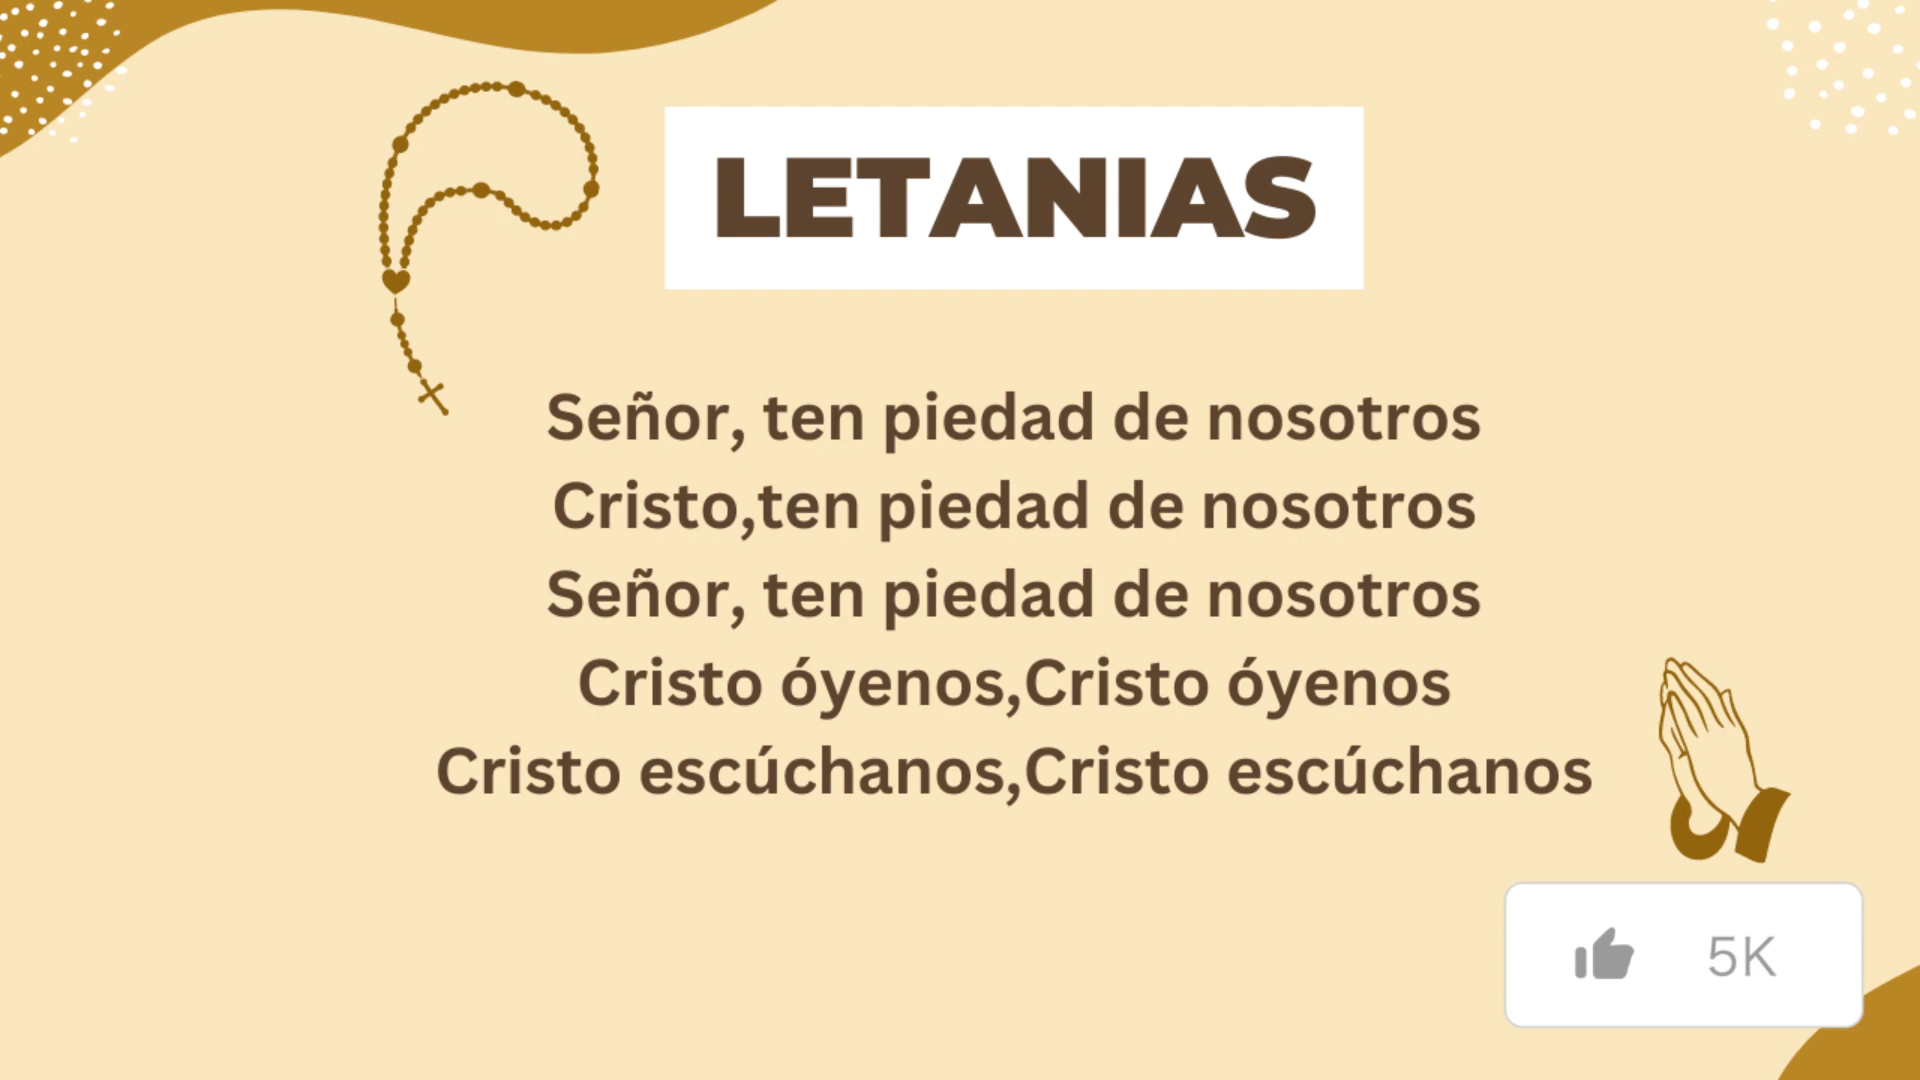 LETANIAS
Señor, ten piedad de nosotros
Cristo,ten piedad de nosotros
Señor, ten piedad de nosotros
Cristo óyenos,Cristo óyenos
Cristo escúchanos,Cristo escúchanos
5K